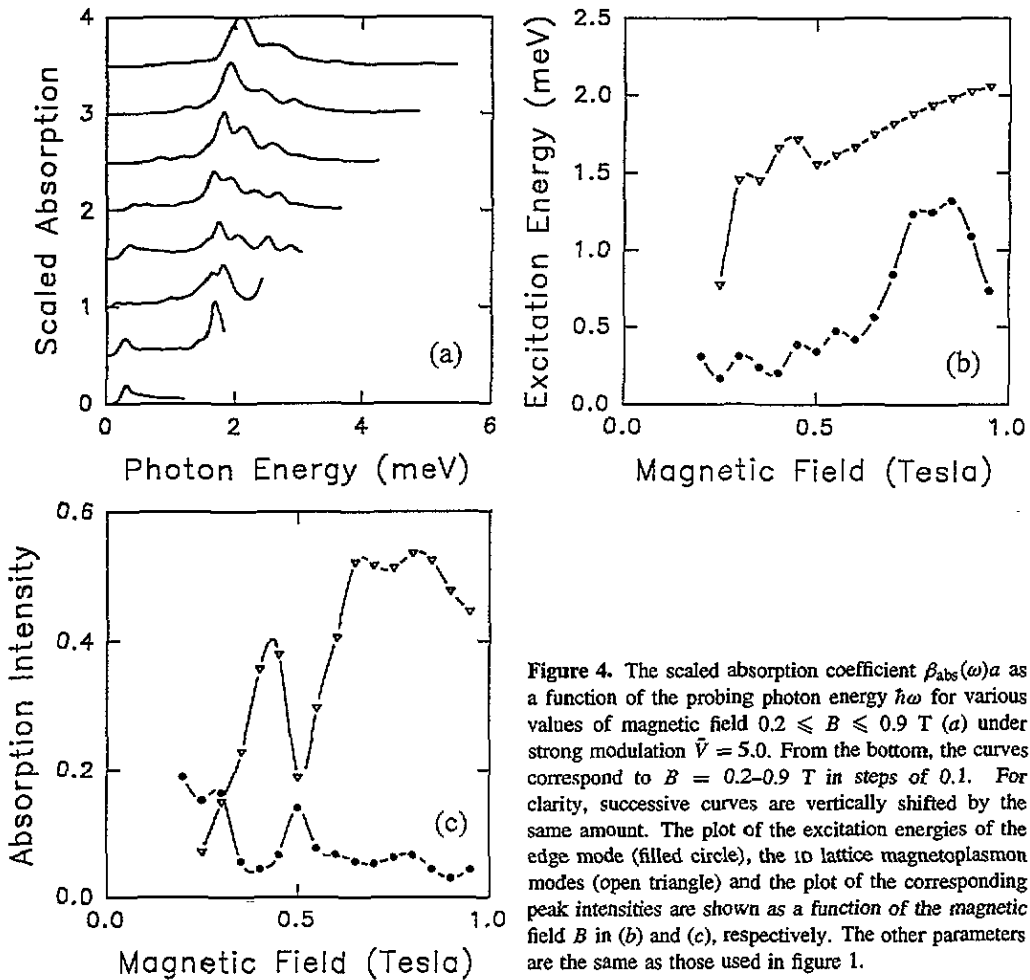 4
3
2
1
0
0
2
4
6
Scaled Absorption
Photon Energy (meV)
(a)
2.5
2.0
1.5
1.0
0.5
0.0
0.0
0.5
1.0
Excitation Energy (meV)
Magnetic Field (Tesla)
(b)
0.6
0.4
0.2
0.0
0.0
0.5
1.0
Absorption Intensity
Magnetic Field (Tesla)
(c)
Figure 4. The scaled absorption coefficient βabs(ω)a as
a function of the probing photon energy ħω for various
values of magnetic field 0.2 ⩽ B ⩽ 0.9 T (a) under
strong modulation V̄ = 5.0. From the bottom, the curves
correspond to B = 0.2–0.9 T in steps of 0.1. For
clarity, successive curves are vertically shifted by the
same amount. The plot of the excitation energies of the
edge mode (filled circle), the 1D lattice magnetoplasmon
modes (open triangle) and the plot of the corresponding
peak intensities are shown as a function of the magnetic
field B in (b) and (c), respectively. The other parameters
are the same as those used in figure 1.